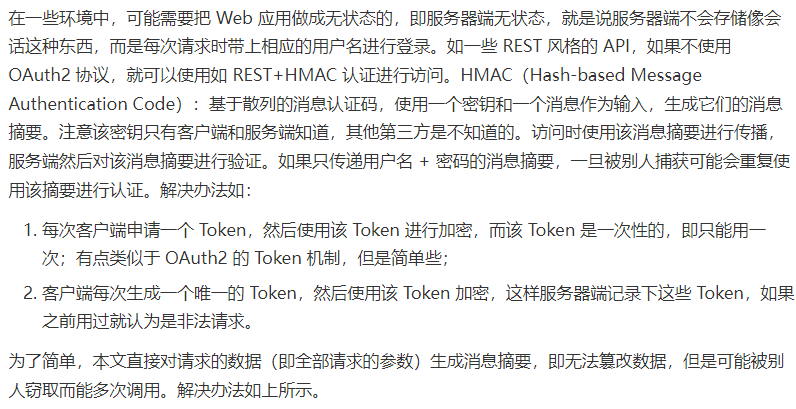 在一些环境中，可能需要把 Web 应用做成无状态的，即服务器端无状态，就是说服务器端不会存储像会
话这种东西，而是每次请求时带上相应的用户名进行登录。如一些 REST 风格的 API，如果不使用
OAuth2 协议，就可以使用如 REST+HMAC 认证进行访问。HMAC（Hash-based Message
Authentication Code）：基于散列的消息认证码，使用一个密钥和一个消息作为输入，生成它们的消息
摘要。注意该密钥只有客户端和服务端知道，其他第三方是不知道的。访问时使用该消息摘要进行传播，
服务端然后对该消息摘要进行验证。如果只传递用户名 + 密码的消息摘要，一旦被别人捕获可能会重复使
用该摘要进行认证。解决办法如：
1. 每次客户端申请一个 Token，然后使用该 Token 进行加密，而该 Token 是一次性的，即只能用一
次；有点类似于 OAuth2 的 Token 机制，但是简单些；
2. 客户端每次生成一个唯一的 Token，然后使用该 Token 加密，这样服务器端记录下这些 Token，如果
之前用过就认为是非法请求。
为了简单，本文直接对请求的数据（即全部请求的参数）生成消息摘要，即无法篡改数据，但是可能被别
人窃取而能多次调用。解决办法如上所示。